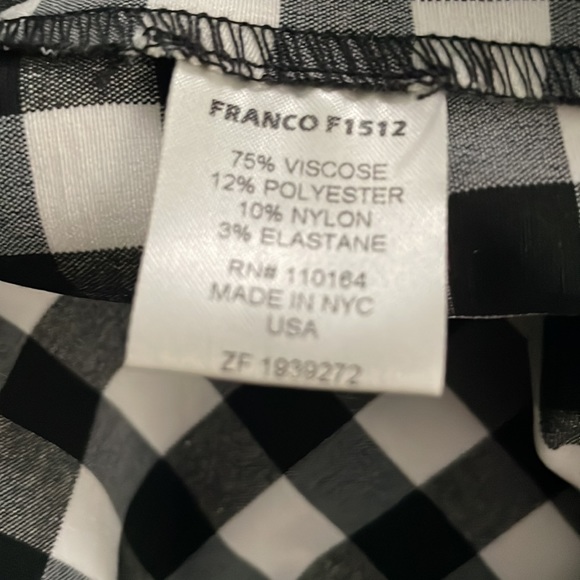 FRANCO F1512
75% VISCOSE
12% POLYESTER
10% NYLON
3% ELASTANE
RN# 110164
MADE IN NYC
USA
ZF 1939272